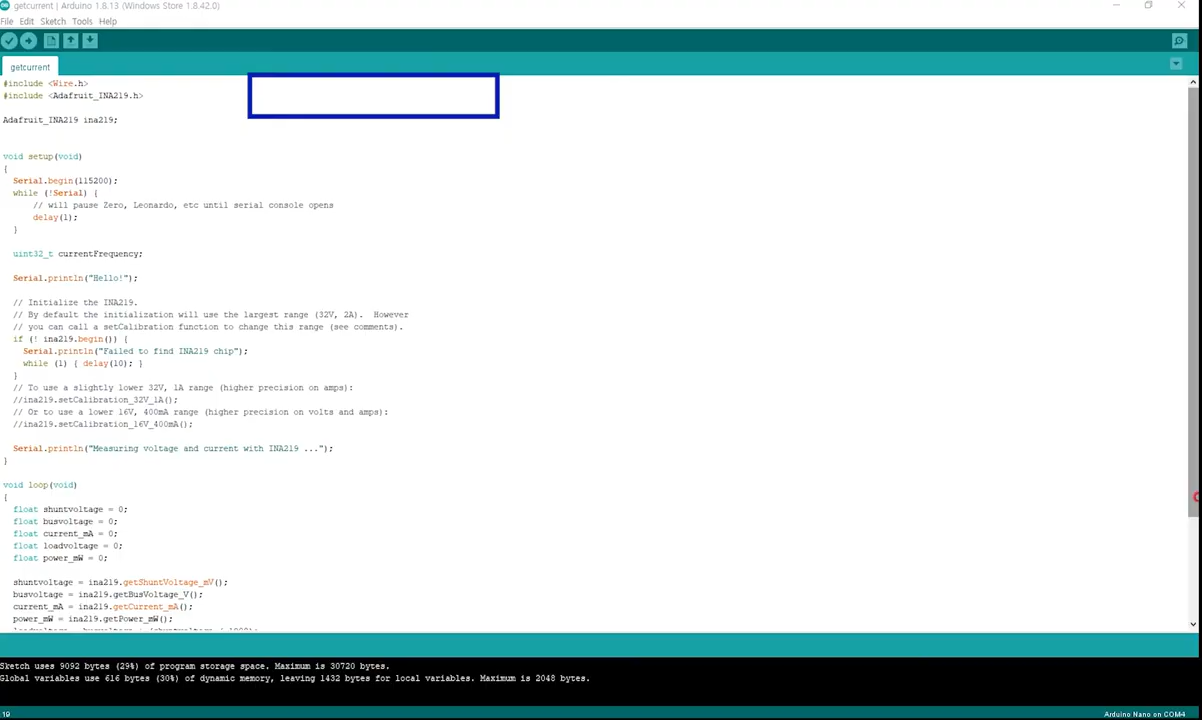 getcurrent | Arduino 1.8.13 (Windows Store 1.8.42.0)
File Edit Sketch Tools Help
getcurrent
#include <Wire.h>
#include <Adafruit_INA219.h>
Adafruit_INA219 ina219;
void setup(void)
{
Serial.begin(115200);
while (!Serial) {
// will pause Zero, Leonardo, etc until serial console opens
delay(1);
}
uint32_t currentFrequency;
Serial.println("Hello!");
// Initialize the INA219.
// By default the initialization will use the largest range (32V, 2A). However
// you can call a setCalibration function to change this range (see comments).
if (! ina219.begin()) {
Serial.println("Failed to find INA219 chip");
while (1) { delay(10); }
}
// To use a slightly lower 32V, 1A range (higher precision on amps):
//ina219.setCalibration_32V_1A();
// Or to use a lower 16V, 400mA range (higher precision on volts and amps):
//ina219.setCalibration_16V_400mA();
Serial.println("Measuring voltage and current with INA219 ...");
}
void loop(void)
{
float shuntvoltage = 0;
float busvoltage = 0;
float current_mA = 0;
float loadvoltage = 0;
float power_mW = 0;
shuntvoltage = ina219.getShuntVoltage_mV();
busvoltage = ina219.getBusVoltage_V();
current_mA = ina219.getCurrent_mA();
power_mW = ina219.getPower_mW();
Sketch uses 9092 bytes (29%) of program storage space. Maximum is 30720 bytes.
Global variables use 616 bytes (30%) of dynamic memory, leaving 1432 bytes for local variables. Maximum is 2048 bytes.
19
Arduino Nano on COM4